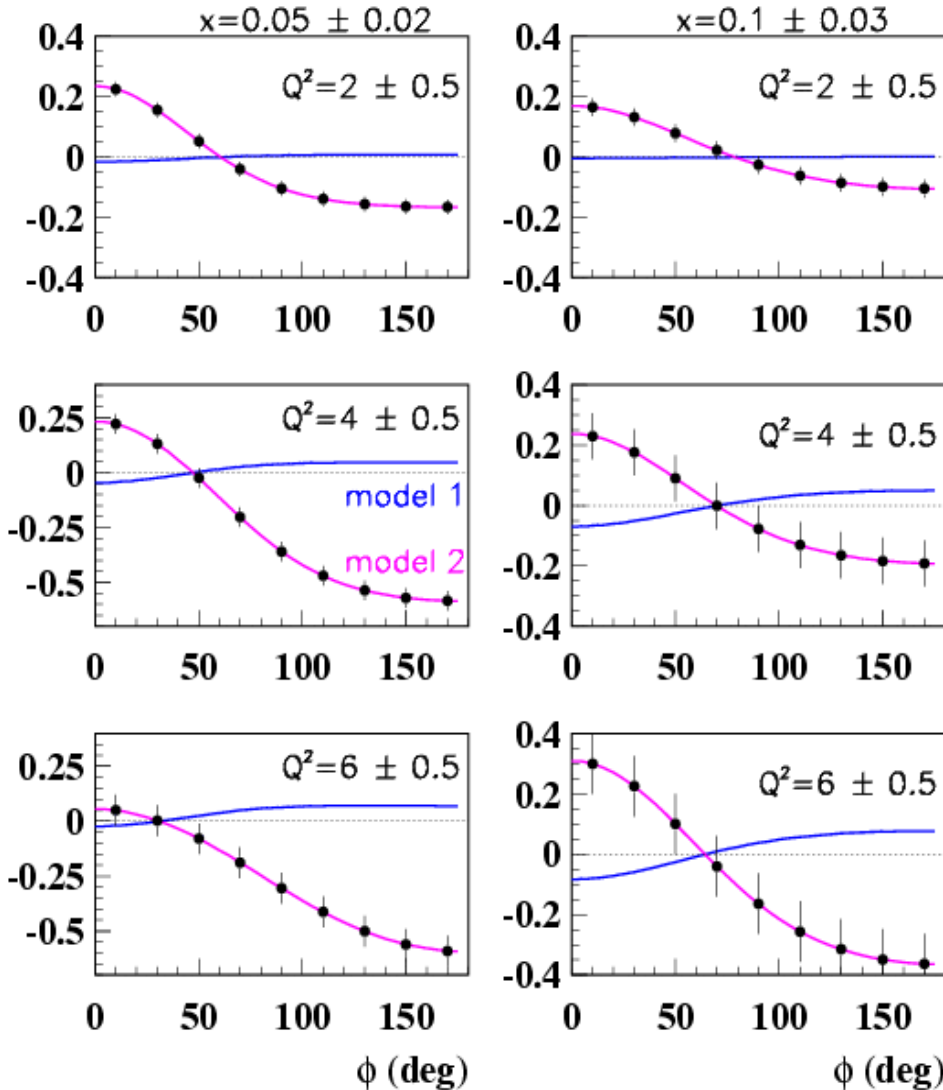 x=0.05 ± 0.02
0.4
Q²=2 ± 0.5
0.2
0
-0.2
-0.4
0 50 100 150
x=0.1 ± 0.03
0.4
Q²=2 ± 0.5
0.2
0
-0.2
-0.4
0 50 100 150
Q²=4 ± 0.5
0.25
0
model 1
-0.25
model 2
-0.5
0 50 100 150
0.4
Q²=4 ± 0.5
0.2
0
-0.2
-0.4
0 50 100 150
Q²=6 ± 0.5
0.25
0
-0.25
-0.5
0 50 100 150
ϕ (deg)
0.4
Q²=6 ± 0.5
0.2
0
-0.2
-0.4
0 50 100 150
ϕ (deg)